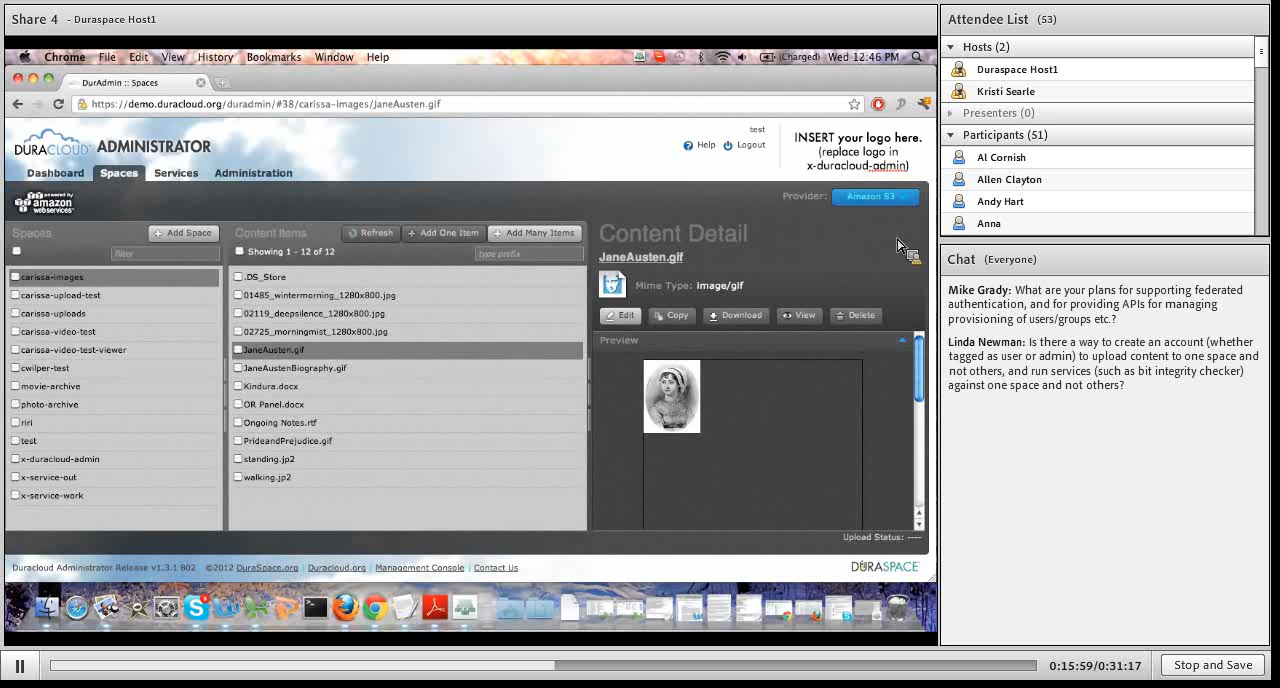 Share 4 - Duraspace Host1
Chrome File Edit View History Bookmarks Window Help (Charged) Wed 12:46 PM
DurAdmin :: Spaces
https://demo.duracloud.org/duradmin/#38/carissa-images/JaneAusten.gif
DURACLOUD ADMINISTRATOR
test
Help Logout
INSERT your logo here.
(replace logo in
x-duracloud-admin)
Dashboard Spaces Services Administration
powered by
amazon
webservices
Provider: Amazon S3
Spaces
Add Space
filter
carissa-images
carissa-upload-test
carissa-uploads
carissa-video-test
carissa-video-test-viewer
cwilper-test
movie-archive
photo-archive
riri
test
x-duracloud-admin
x-service-out
x-service-work
Content Items
Refresh Add One Item Add Many Items
Showing 1 - 12 of 12
type prefix
.DS_Store
01485_wintermorning_1280x800.jpg
02119_deepsilence_1280x800.jpg
02725_morningmist_1280x800.jpg
JaneAusten.gif
JaneAustenBiography.gif
Kindura.docx
OR Panel.docx
Ongoing Notes.rtf
PrideandPrejudice.gif
standing.jp2
walking.jp2
Content Detail
JaneAusten.gif
Mime Type: image/gif
Edit Copy Download View Delete
Preview
Upload Status: ----
Duracloud Administrator Release v1.3.1 802 ©2012 DuraSpace.org | Duracloud.org | Management Console | Contact Us
DURASPACE
Attendee List (53)
Hosts (2)
Duraspace Host1
Kristi Searle
Presenters (0)
Participants (51)
Al Cornish
Allen Clayton
Andy Hart
Anna
Chat (Everyone)
Mike Grady: What are your plans for supporting federated
authentication, and for providing APIs for managing
provisioning of users/groups etc.?
Linda Newman: Is there a way to create an account (whether
tagged as user or admin) to upload content to one space and
not others, and run services (such as bit integrity checker)
against one space and not others?
0:15:59/0:31:17
Stop and Save